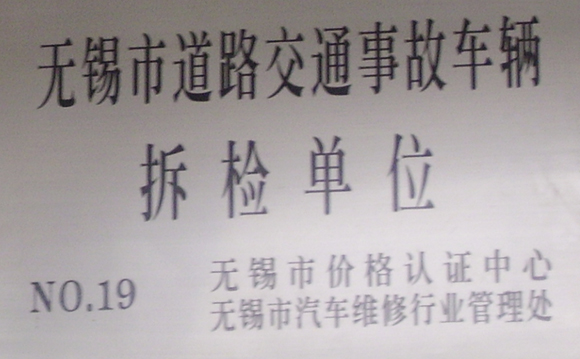 无锡市道路交通事故车辆
拆检单位
NO.19
无锡市价格认证中心
无锡市汽车维修行业管理处